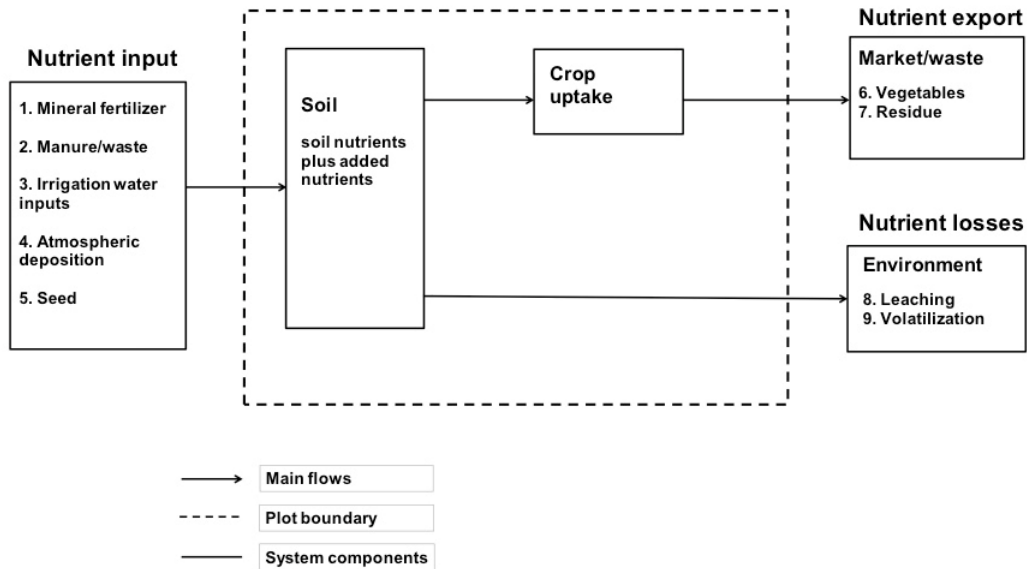 Nutrient input
1. Mineral fertilizer
2. Manure/waste
3. Irrigation water
inputs
4. Atmospheric
deposition
5. Seed
Soil
soil nutrients
plus added
nutrients
Crop
uptake
Nutrient export
Market/waste
6. Vegetables
7. Residue
Nutrient losses
Environment
8. Leaching
9. Volatilization
Main flows
Plot boundary
System components